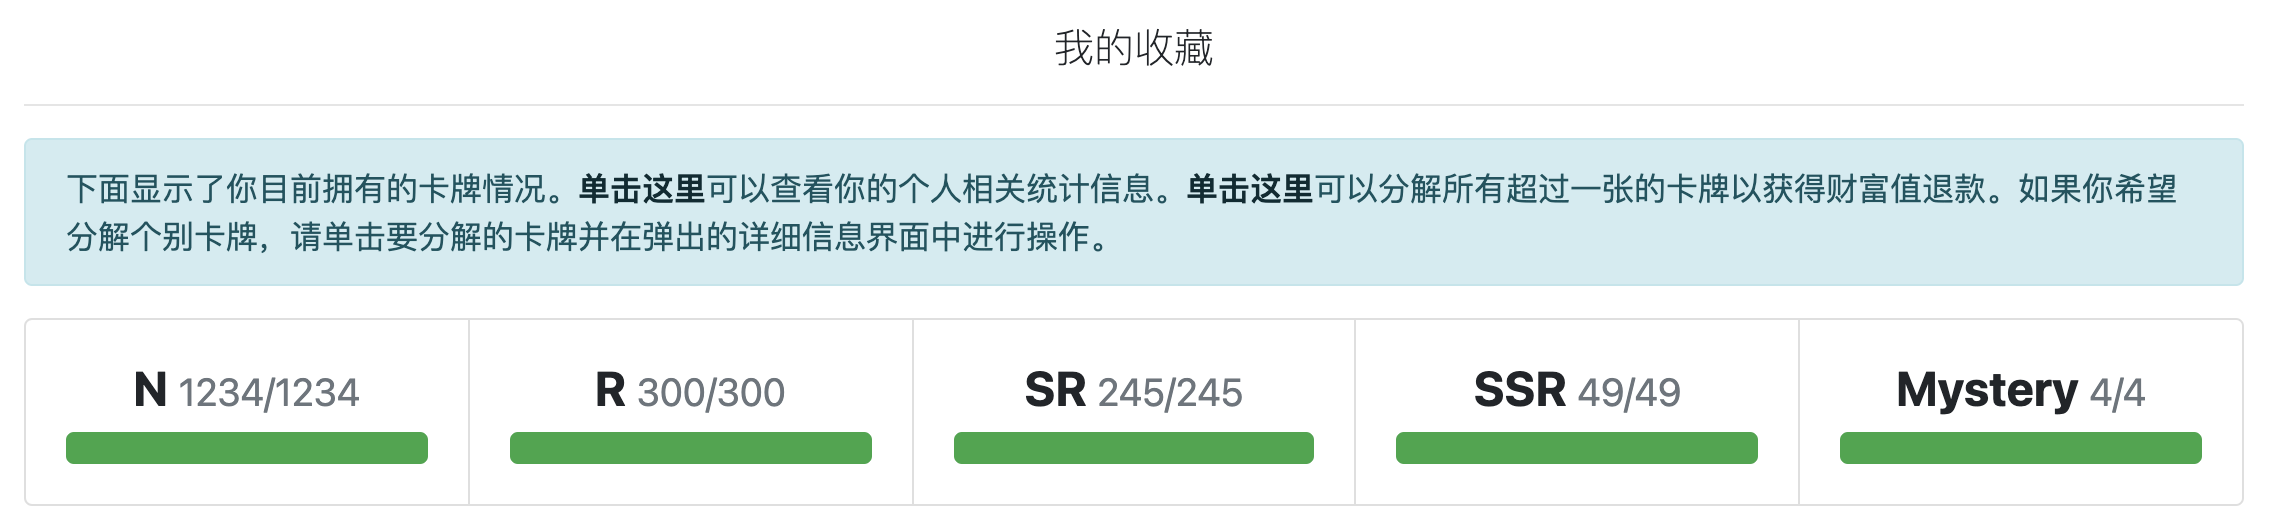 我的收藏
下面显示了你目前拥有的卡牌情况。单击这里可以查看你的个人相关统计信息。单击这里可以分解所有超过一张的卡牌以获得财富值退款。如果你希望
分解个别卡牌，请单击要分解的卡牌并在弹出的详细信息界面中进行操作。
N 1234/1234
R 300/300
SR 245/245
SSR 49/49
Mystery 4/4